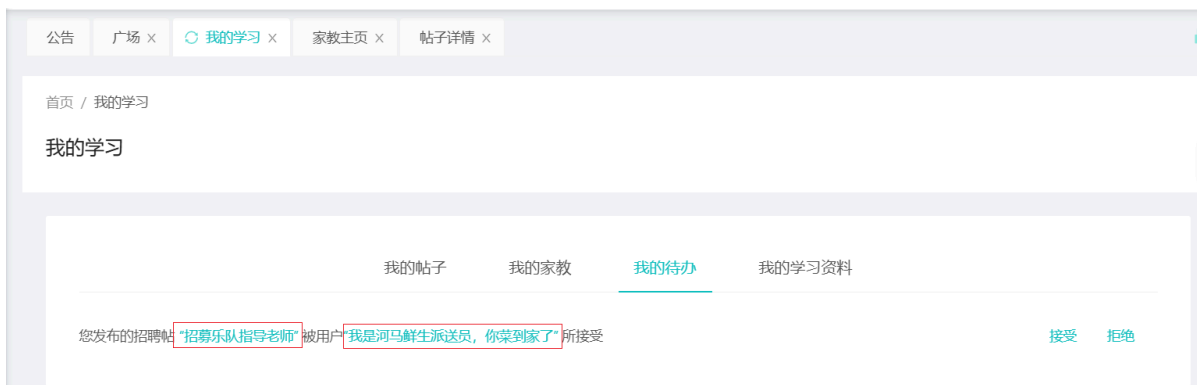 公告 广场 × 我的学习 × 家教主页 × 帖子详情 ×
首页 / 我的学习
我的学习
我的帖子 我的家教 我的待办 我的学习资料
您发布的招聘帖 "招募乐队指导老师" 被用户"我是河马鲜生派送员，你菜到家了" 所接受 接受 拒绝